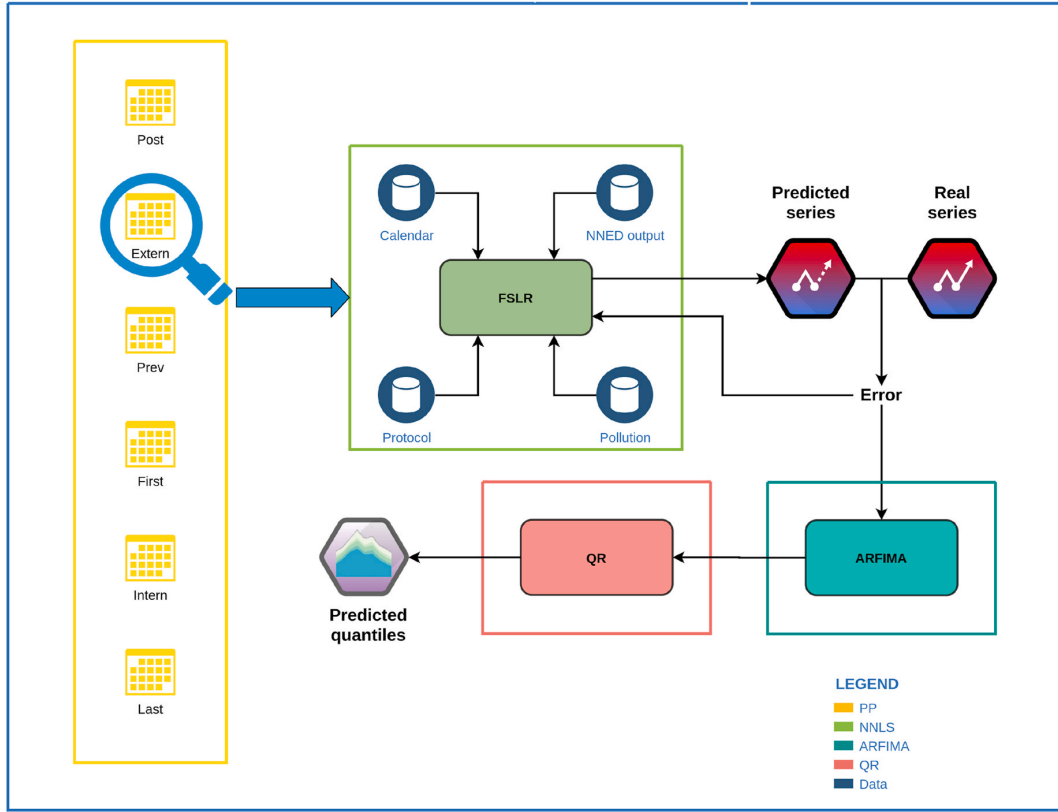 Post
Extern
Prev
First
Intern
Last
Calendar
NNED output
FSLR
Protocol
Pollution
Predicted
series
Real
series
Error
ARFIMA
QR
Predicted
quantiles
LEGEND
PP
NNLS
ARFIMA
QR
Data